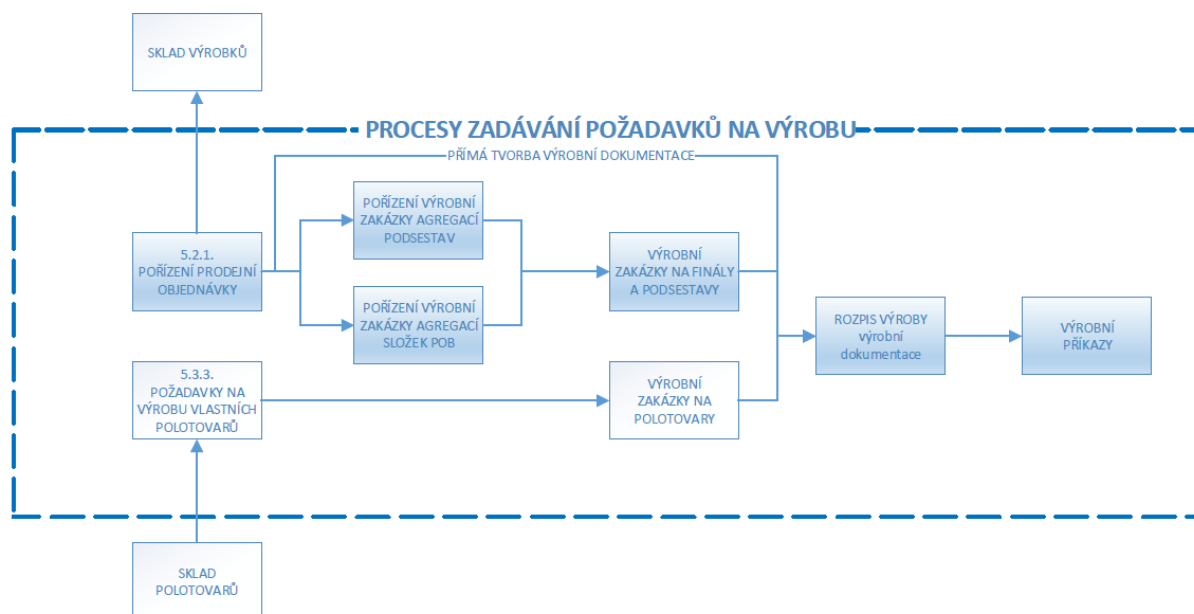 SKLAD VÝROBKŮ
PROCESY ZADÁVÁNÍ POŽADAVKŮ NA VÝROBU
PŘÍMÁ TVORBA VÝROBNÍ DOKUMENTACE
POŘÍZENÍ VÝROBNÍ
ZAKÁZKY AGREGACÍ
PODSESTAV
5.2.1.
POŘÍZENÍ PRODEJNÍ
OBJEDNÁVKY
VÝROBNÍ
ZAKÁZKY NA FINÁLY
A PODSESTAVY
POŘÍZENÍ VÝROBNÍ
ZAKÁZKY AGREGACÍ
SLOŽEK POB
ROZPIS VÝROBY
výrobní
dokumentace
VÝROBNÍ
PŘÍKAZY
5.3.3.
POŽADAVKY NA
VÝROBU VLASTNÍCH
POLOTOVARŮ
VÝROBNÍ
ZAKÁZKY NA
POLOTOVARY
SKLAD
POLOTOVARŮ